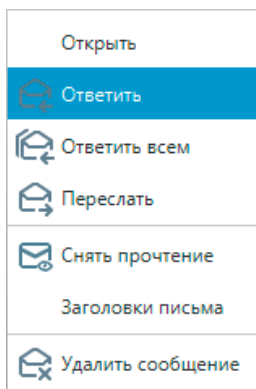 Открыть
Ответить
Ответить всем
Переслать
Снять прочтение
Заголовки письма
Удалить сообщение